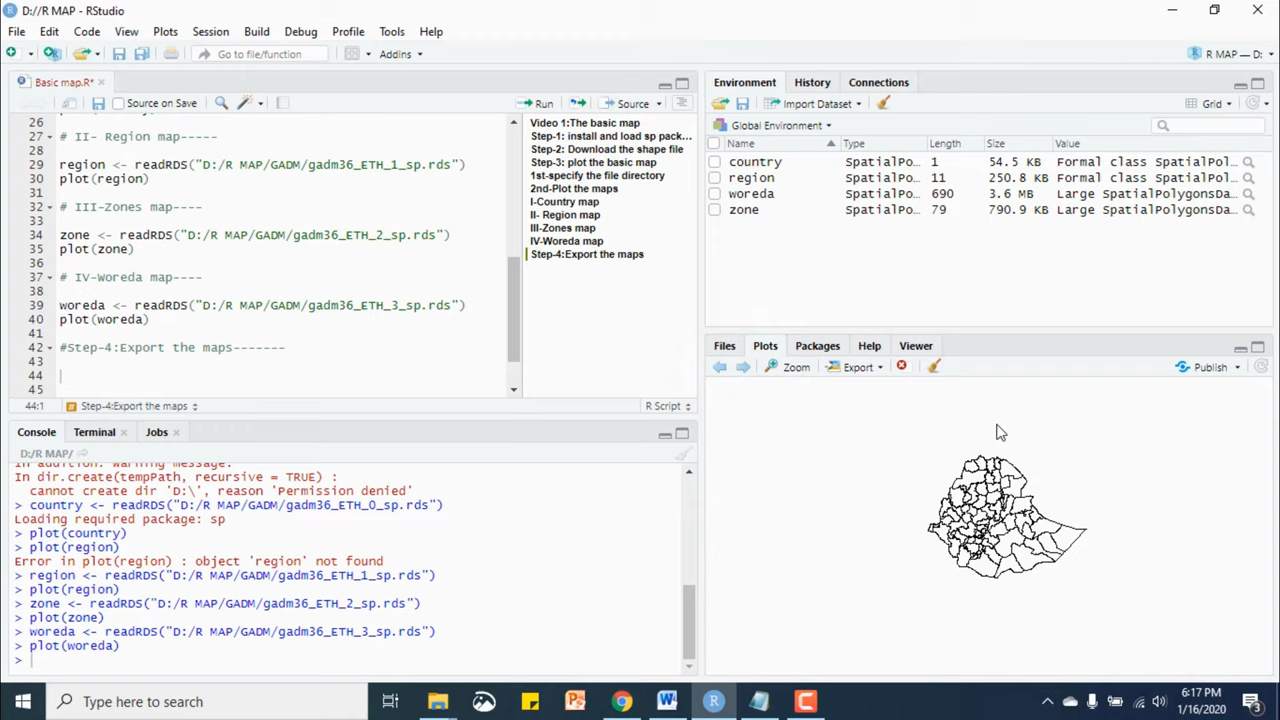 D://R MAP - RStudio
File Edit Code View Plots Session Build Debug Profile Tools Help
Go to file/function Addins R MAP — D:
Basic map.R*
Source on Save Run Source
26
27 # II- Region map-----
28
29 region <- readRDS("D:/R MAP/GADM/gadm36_ETH_1_sp.rds")
30 plot(region)
31
32 # III-Zones map----
33
34 zone <- readRDS("D:/R MAP/GADM/gadm36_ETH_2_sp.rds")
35 plot(zone)
36
37 # IV-Woreda map----
38
39 woreda <- readRDS("D:/R MAP/GADM/gadm36_ETH_3_sp.rds")
40 plot(woreda)
41
42 #Step-4:Export the maps-------
43
44
45
44:1 Step-4:Export the maps R Script
Video 1:The basic map
Step-1: install and load sp pack...
Step-2: Download the shape file
Step-3: plot the basic map
1st-specify the file directory
2nd-Plot the maps
I-Country map
II- Region map
III-Zones map
IV-Woreda map
Step-4:Export the maps
Console Terminal Jobs
D:/R MAP/
In addition: Warning message:
In dir.create(tempPath, recursive = TRUE) :
cannot create dir 'D:\', reason 'Permission denied'
> country <- readRDS("D:/R MAP/GADM/gadm36_ETH_0_sp.rds")
Loading required package: sp
> plot(country)
> plot(region)
Error in plot(region) : object 'region' not found
> region <- readRDS("D:/R MAP/GADM/gadm36_ETH_1_sp.rds")
> plot(region)
> zone <- readRDS("D:/R MAP/GADM/gadm36_ETH_2_sp.rds")
> plot(zone)
> woreda <- readRDS("D:/R MAP/GADM/gadm36_ETH_3_sp.rds")
> plot(woreda)
>
Environment History Connections
Import Dataset Grid
Global Environment
Name Type Length Size Value
country SpatialPo... 1 54.5 KB Formal class SpatialPol...
region SpatialPo... 11 250.8 KB Formal class SpatialPol...
woreda SpatialPo... 690 3.6 MB Large SpatialPolygonsDa...
zone SpatialPo... 79 790.9 KB Large SpatialPolygonsDa...
Files Plots Packages Help Viewer
Zoom Export Publish
Type here to search
6:17 PM
1/16/2020
3